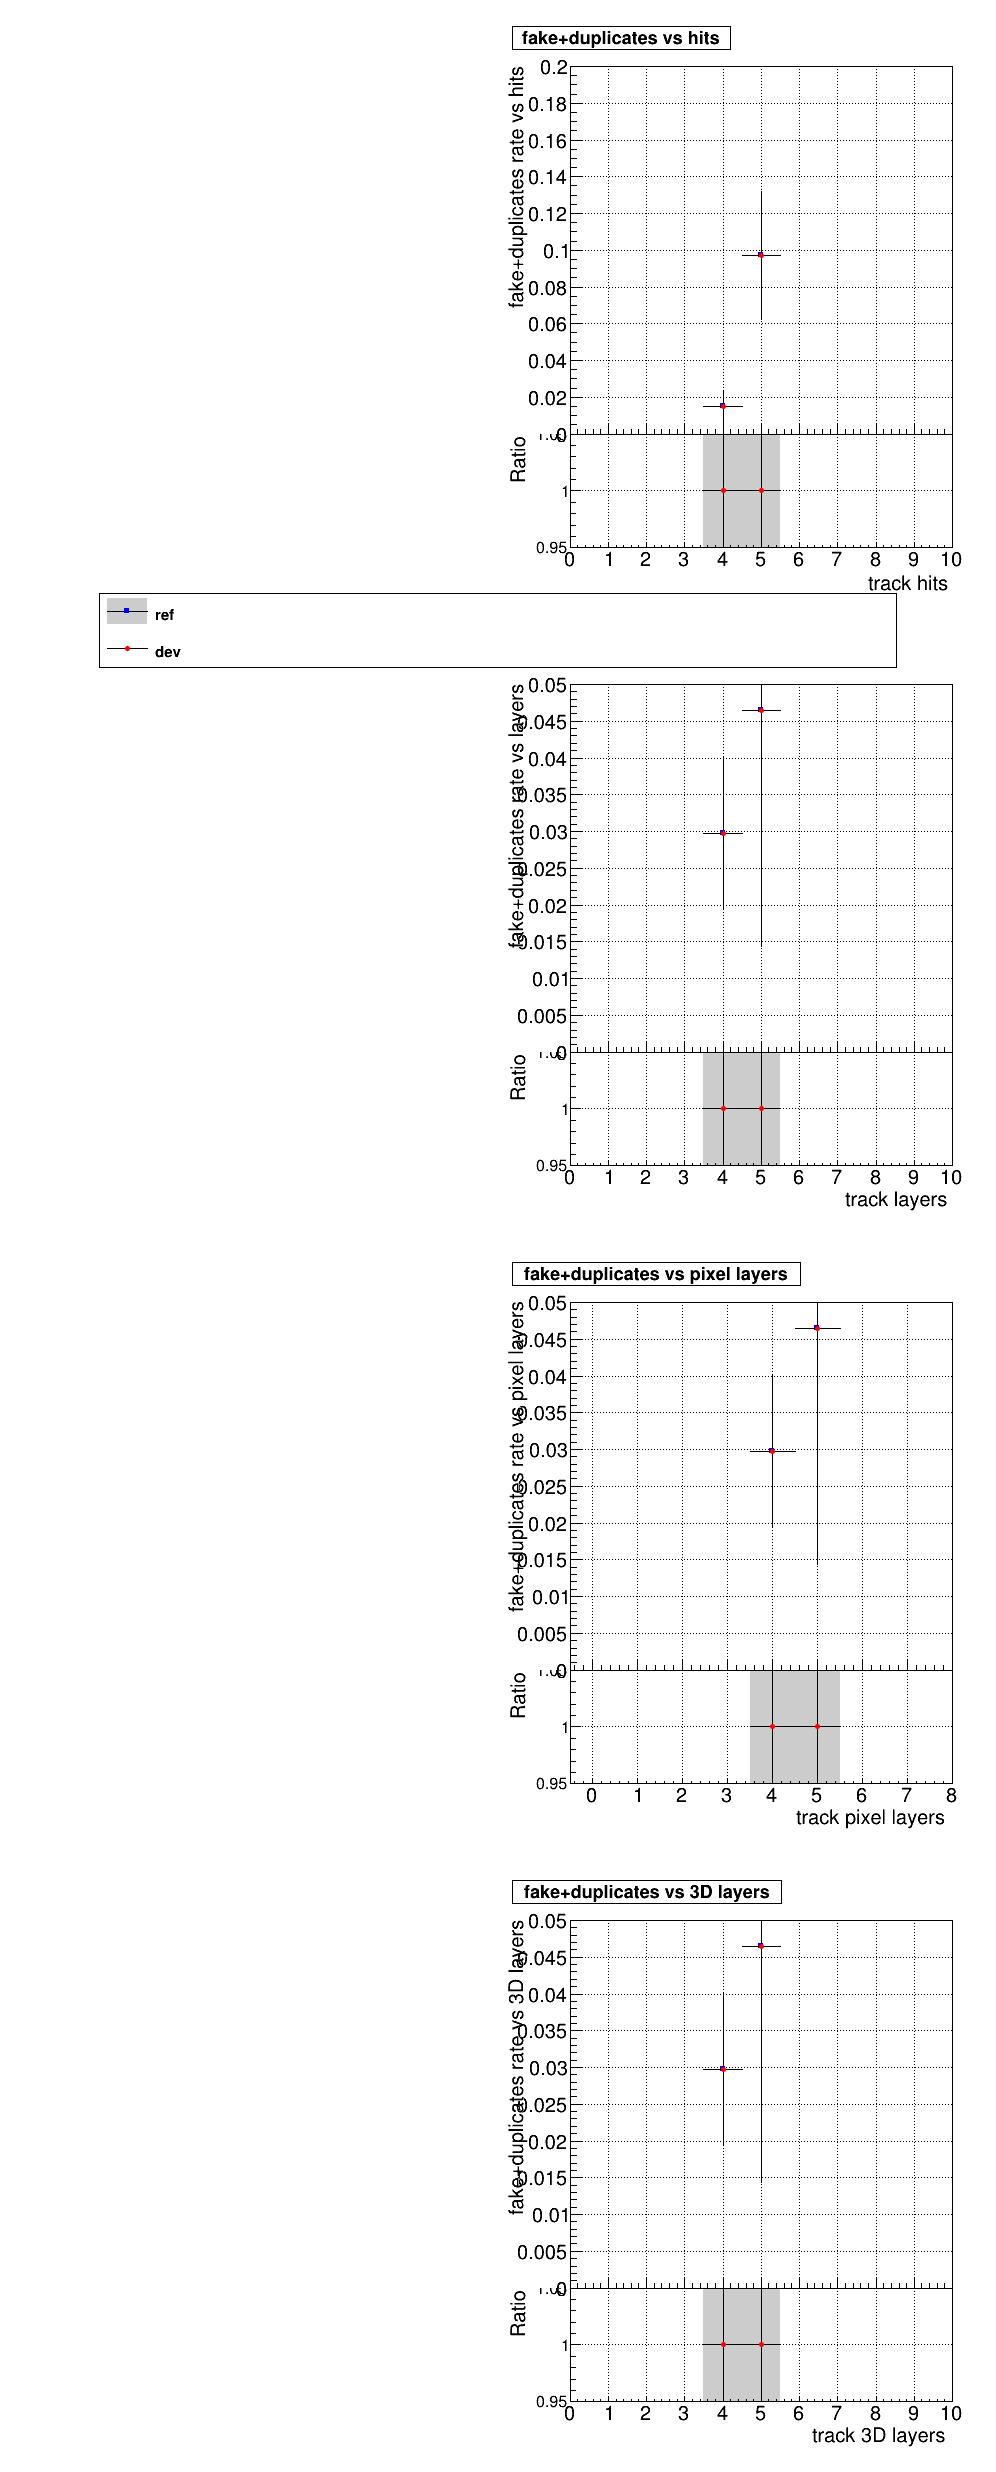 fake+duplicates vs hits
fake+duplicates rate vs hits
0.2
0.18
0.16
0.14
0.12
0.1
0.08
0.06
0.04
0.02
0
Ratio
1
0.95
0 1 2 3 4 5 6 7 8 9 10
track hits
ref
dev
fake+duplicates rate vs layers
0.05
0.045
0.04
0.035
0.03
0.025
0.02
0.015
0.01
0.005
0
Ratio
1
0.95
0 1 2 3 4 5 6 7 8 9 10
track layers
fake+duplicates vs pixel layers
fake+duplicates rate vs pixel layers
0.05
0.045
0.04
0.035
0.03
0.025
0.02
0.015
0.01
0.005
0
Ratio
1
0.95
0 1 2 3 4 5 6 7 8
track pixel layers
fake+duplicates vs 3D layers
fake+duplicates rate vs 3D layers
0.05
0.045
0.04
0.035
0.03
0.025
0.02
0.015
0.01
0.005
0
Ratio
1
0.95
0 1 2 3 4 5 6 7 8 9 10
track 3D layers